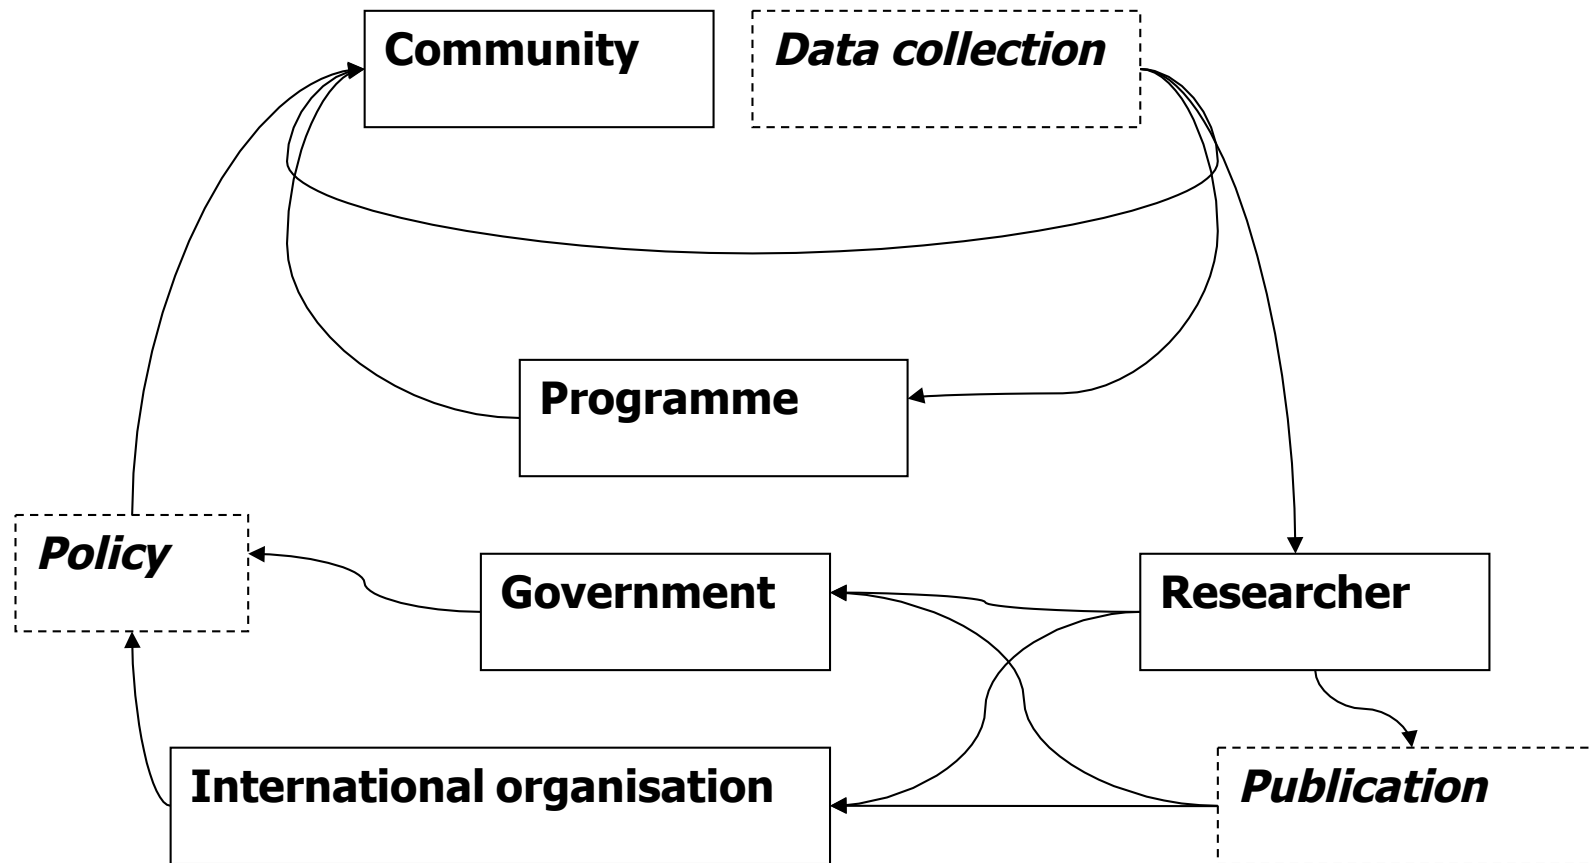 Community
Data collection
Programme
Policy
Government
Researcher
International organisation
Publication